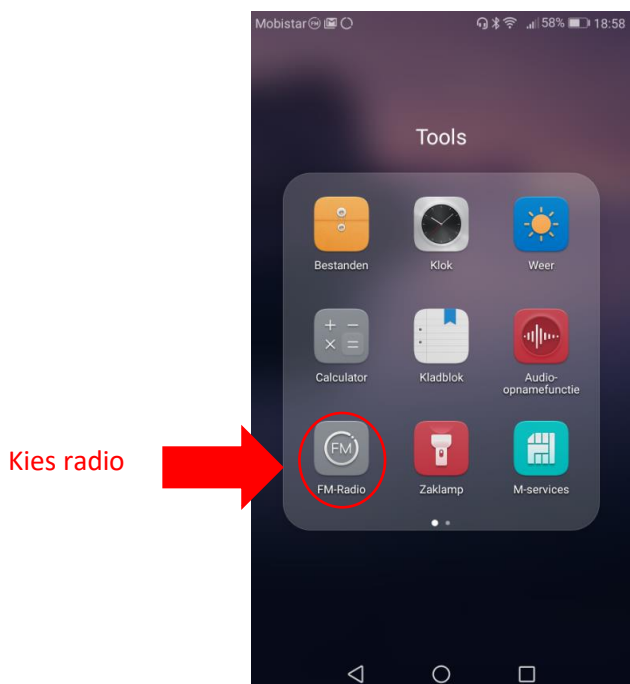 Mobistar FM 58% 18:58
Tools
Bestanden Klok Weer
Calculator Kladblok Audio-
opnamefunctie
Kies radio
FM
FM-Radio Zaklamp M-services